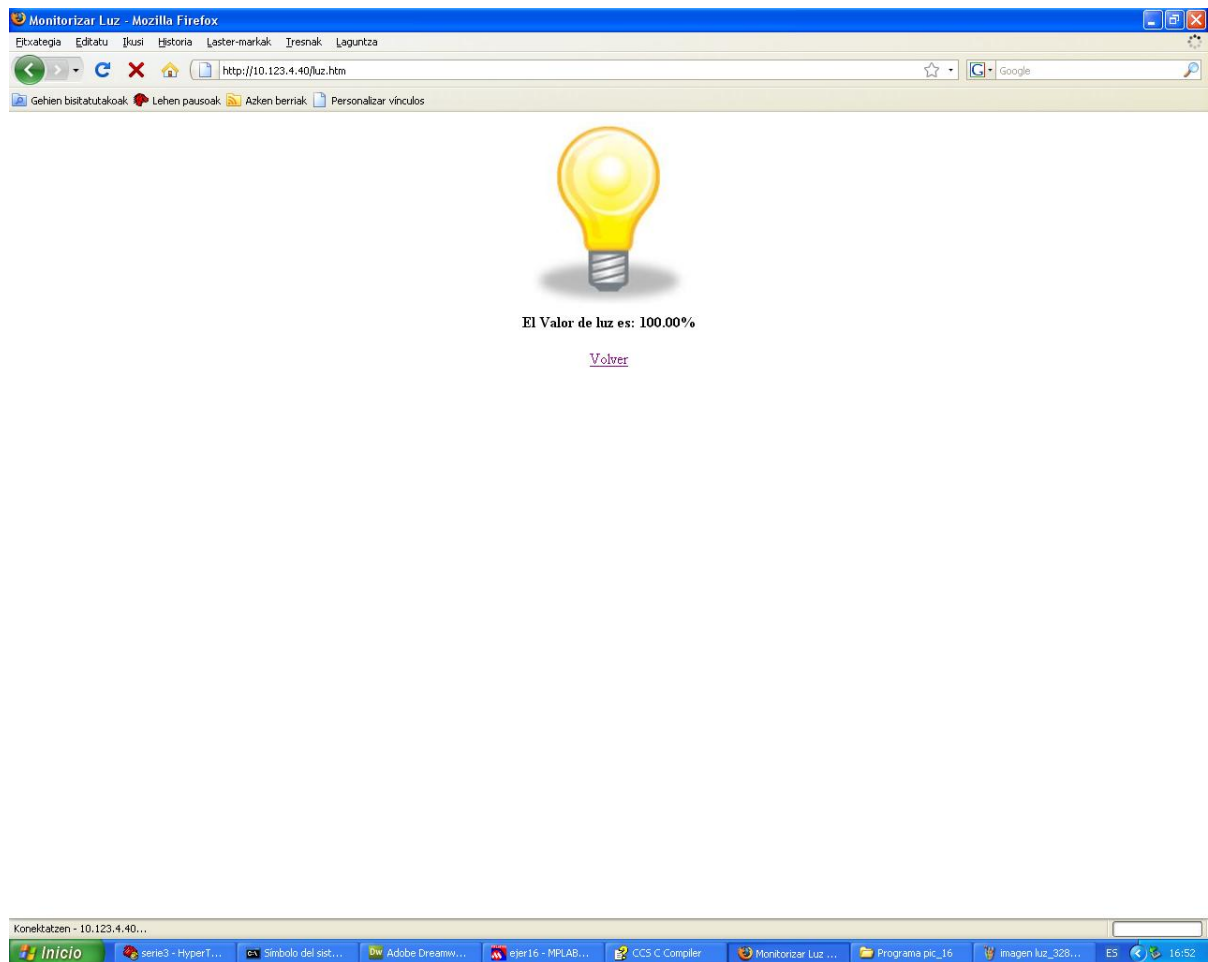 Monitorizar Luz - Mozilla Firefox
Fitxategia Editatu Ikusi Historia Laster-markak Tresnak Laguntza
http://10.123.4.40/luz.htm
G Google
Gehien bisitatutakoak Lehen pausoak Azken berriak Personalizar vínculos
El Valor de luz es: 100.00%
Volver
Konektatzen - 10.123.4.40...
Inicio serie3 - HyperT... Símbolo del sist... Dw Adobe Dreamw... ejer16 - MPLAB... CCS C Compiler Monitorizar Luz ... Programa pic_16 imagen luz_328... ES 16:52